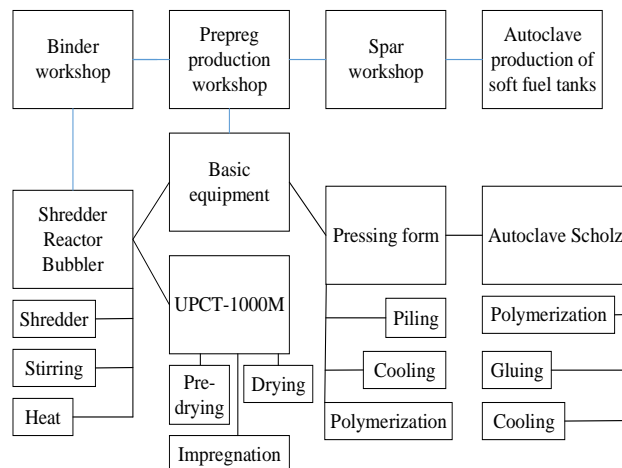 Binder
workshop
Prepreg
production
workshop
Spar
workshop
Autoclave
production of
soft fuel tanks
Basic
equipment
Shredder
Reactor
Bubbler
Pressing form
Autoclave Scholz
UPCT-1000M
Shredder
Stirring
Heat
Pre-
drying
Drying
Impregnation
Piling
Cooling
Polymerization
Polymerization
Gluing
Cooling